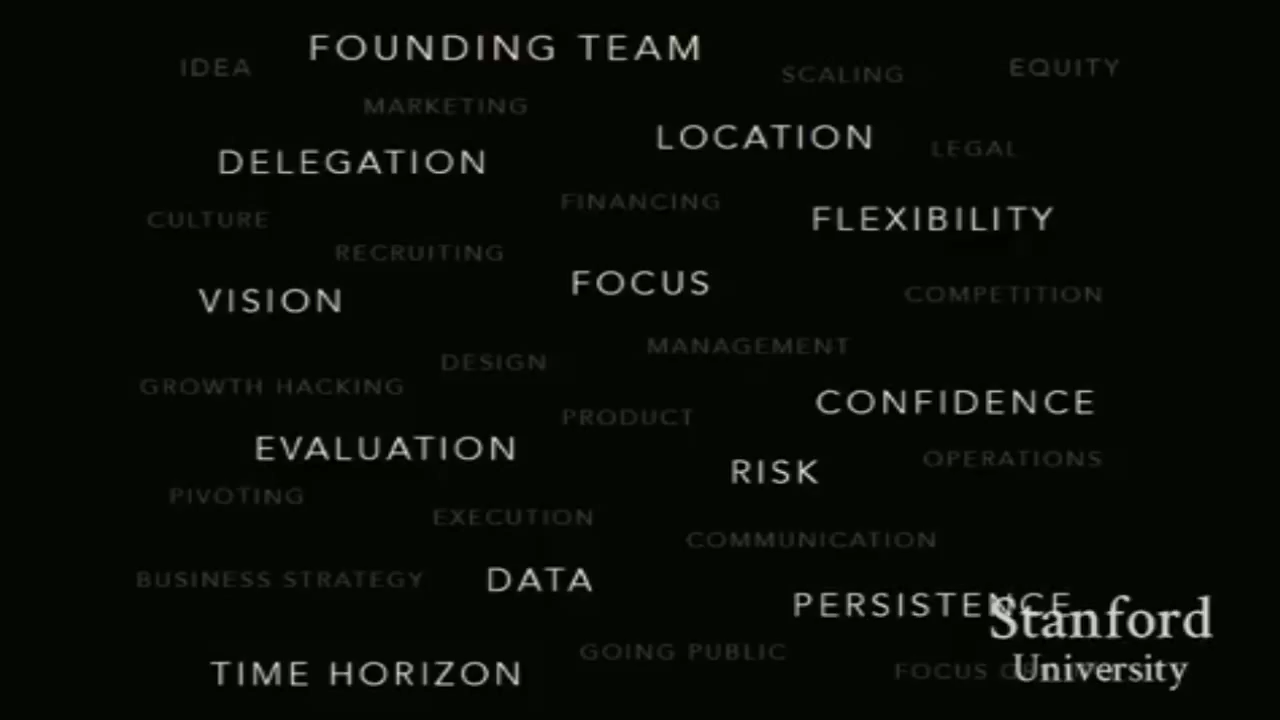 FOUNDING TEAM
IDEA
SCALING
EQUITY
MARKETING
LOCATION
LEGAL
DELEGATION
FINANCING
CULTURE
FLEXIBILITY
RECRUITING
FOCUS
VISION
COMPETITION
MANAGEMENT
DESIGN
GROWTH HACKING
CONFIDENCE
PRODUCT
EVALUATION
OPERATIONS
RISK
PIVOTING
EXECUTION
COMMUNICATION
BUSINESS STRATEGY
DATA
PERSISTENCE
Stanford
University
GOING PUBLIC
TIME HORIZON
FOCUS